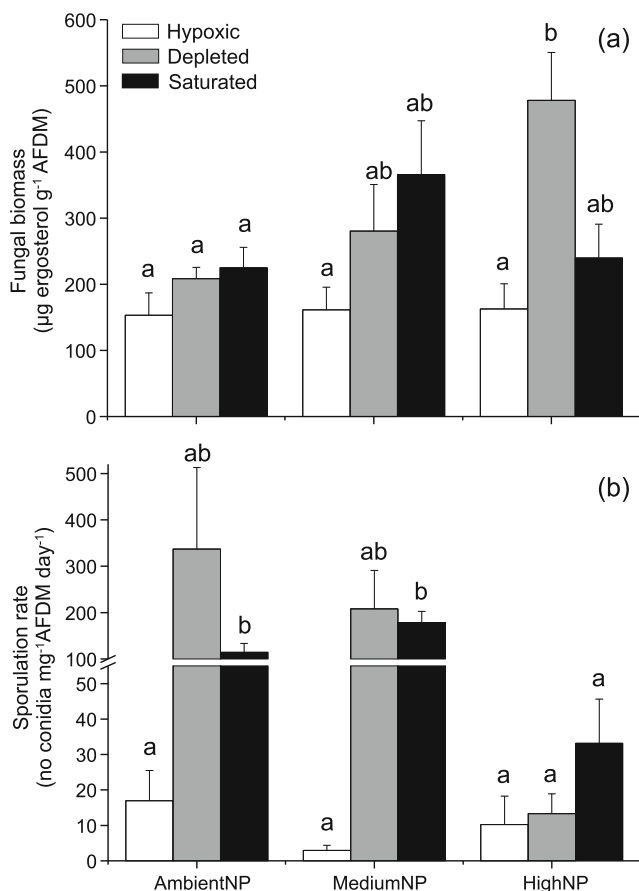 600
500
400
300
200
100
0
Fungal biomass
(µg ergosterol g⁻¹ AFDM)
Hypoxic
Depleted
Saturated
(a)
a
a
a
a
ab
ab
a
b
ab
500
400
300
200
100
50
40
30
20
10
0
Sporulation rate
(no conidia mg⁻¹AFDM day⁻¹)
(b)
a
ab
b
a
ab
b
a
a
a
AmbientNP
MediumNP
HighNP